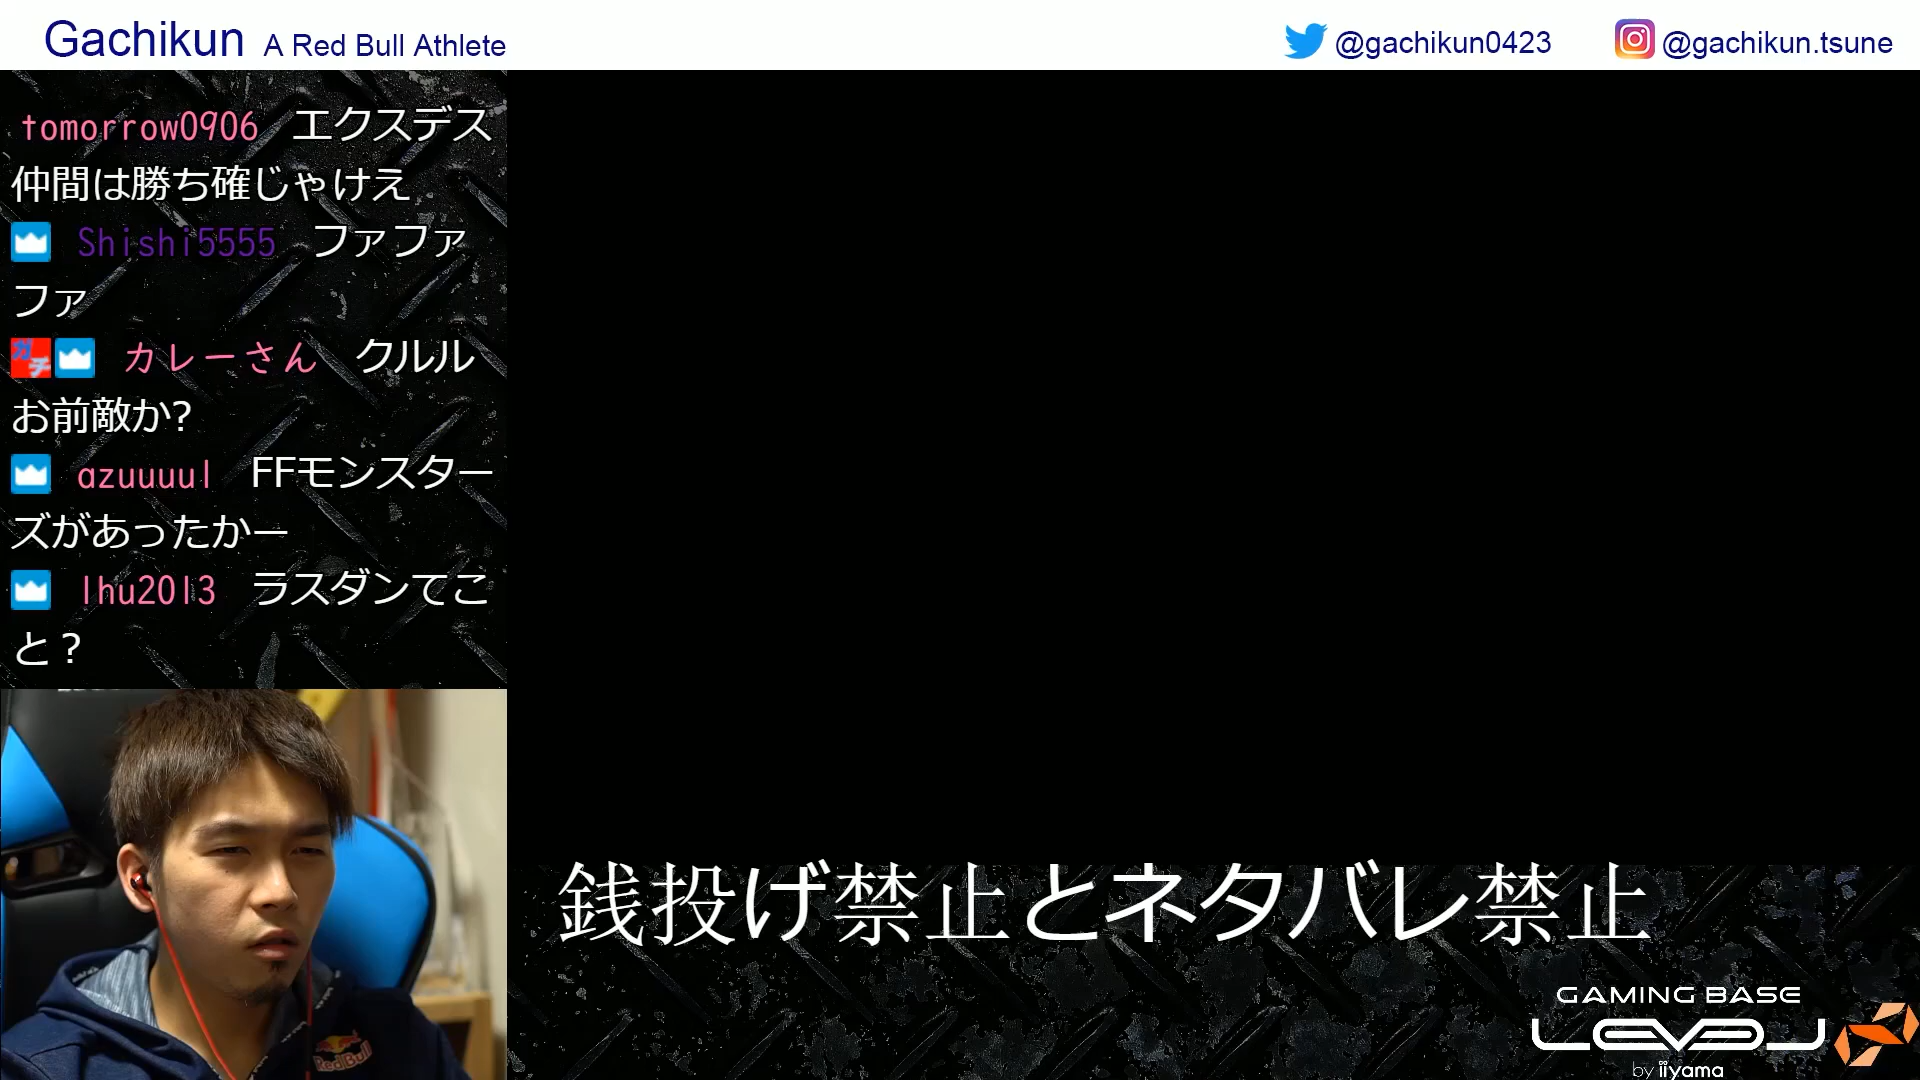 Gachikun A Red Bull Athlete
@gachikun0423
@gachikun.tsune
tomorrow0906 エクスデス
仲間は勝ち確じゃけえ
Shishi5555 ファファ
ファ
ガチ カレーさん クルル
お前敵か?
azuuuul FFモンスター
ズがあったかー
lhu2013 ラスダンてこ
と？
銭投げ禁止とネタバレ禁止
RedBull
GAMING BASE
LEVEL
by iiyama